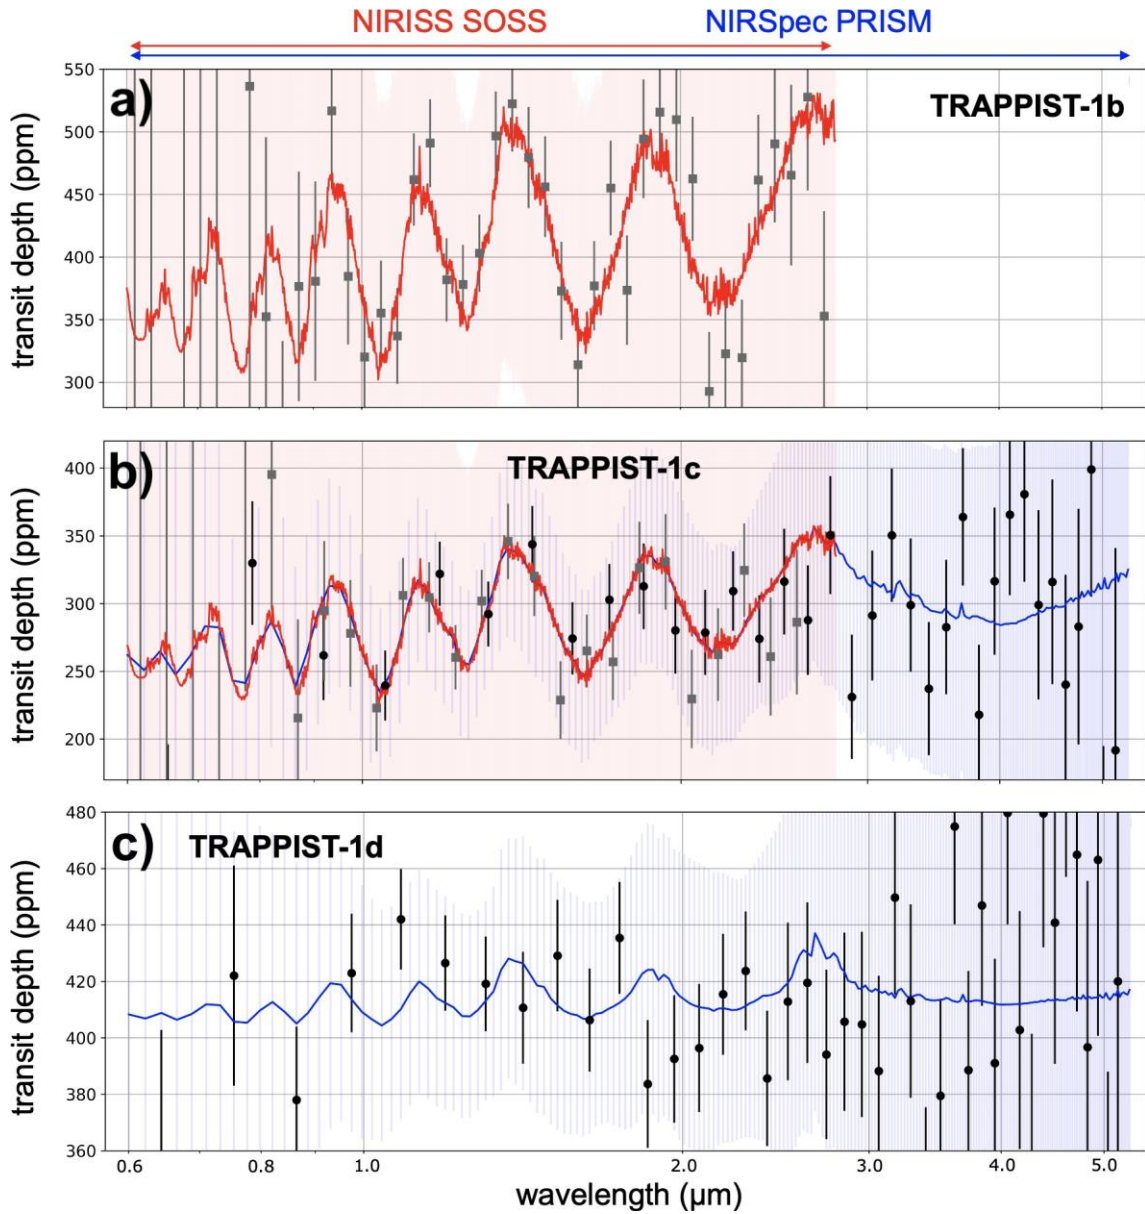 NIRISS SOSS NIRSpec PRISM
a) TRAPPIST-1b
550
500
450
400
350
300
transit depth (ppm)
b) TRAPPIST-1c
400
350
300
250
200
transit depth (ppm)
c) TRAPPIST-1d
480
460
440
420
400
380
360
transit depth (ppm)
0.6 0.8 1.0 2.0 3.0 4.0 5.0
wavelength (μm)